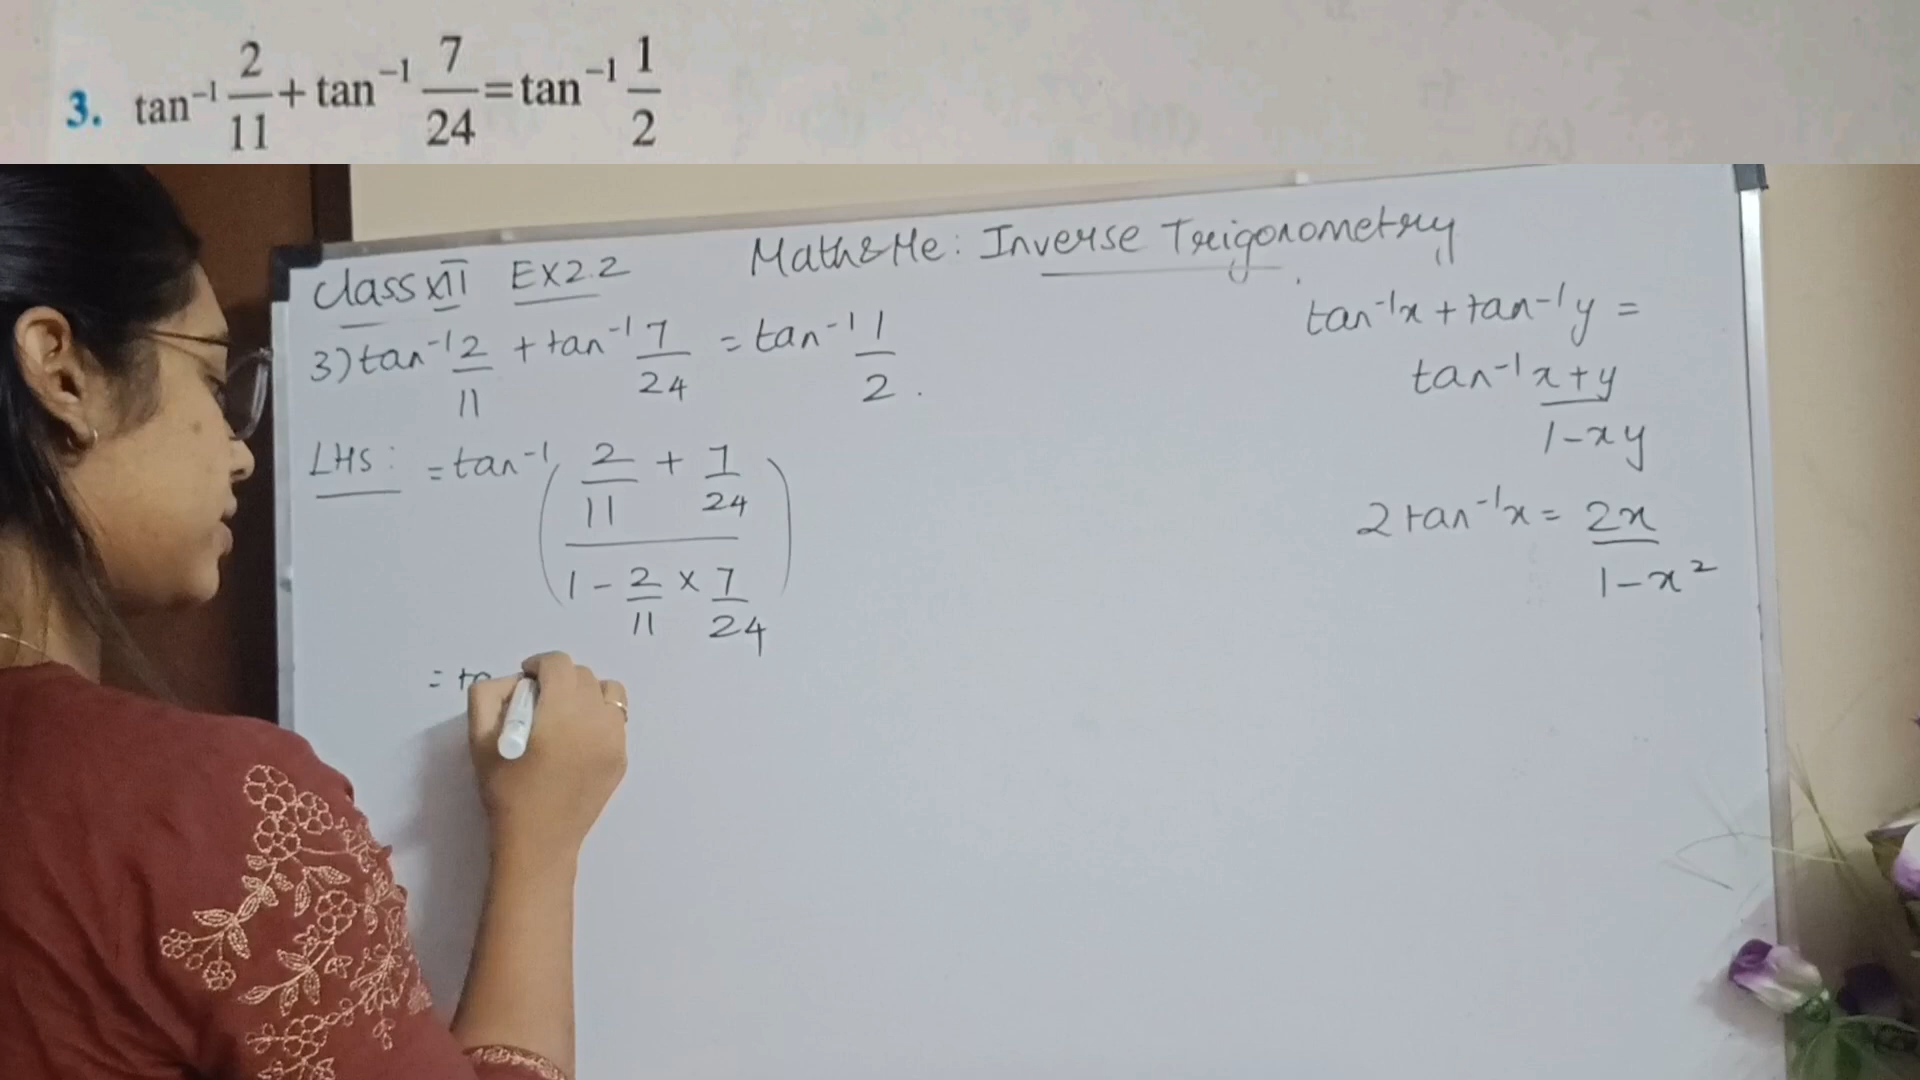 3. tan⁻¹ 2/11 + tan⁻¹ 7/24 = tan⁻¹ 1/2
Math&Me: Inverse Trigonometry
Class XII EX2.2
3) tan⁻¹ 2/11 + tan⁻¹ 7/24 = tan⁻¹ 1/2.
LHS: = tan⁻¹ ( (2/11 + 7/24) / (1 - 2/11 × 7/24) )
= ta
tan⁻¹x + tan⁻¹y =
tan⁻¹ (x+y)/(1-xy)
2tan⁻¹x = 2x/(1-x²)